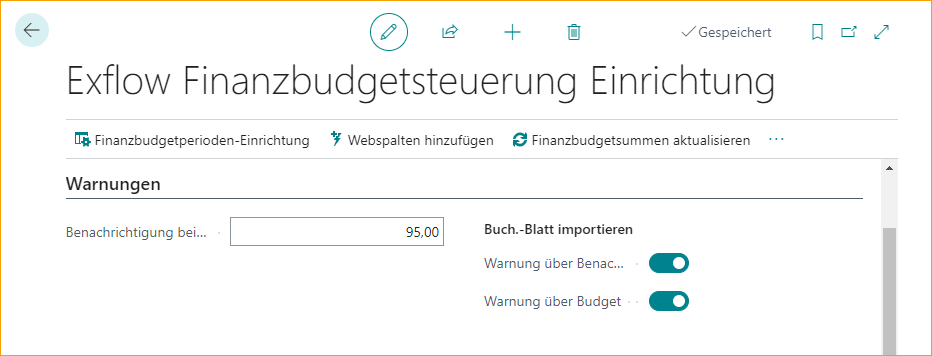 Gespeichert
Exflow Finanzbudgetsteuerung Einrichtung
Finanzbudgetperioden-Einrichtung Webspalten hinzufügen Finanzbudgetsummen aktualisieren ...
Warnungen
Benachrichtigung bei... 95,00
Buch.-Blatt importieren
Warnung über Benac...
Warnung über Budget